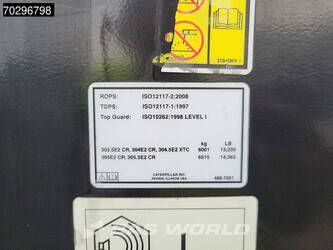 70296798
ROPS: ISO12117-2:2008
TOPS: ISO12117-1:1997
Top Guard: ISO10262:1998 LEVEL I
kg LB
303.5E2 CR, 304E2 CR, 304.5E2 XTC 6001 13,230
305E2 CR, 305.5E2 CR 6515 14,363
CATERPILLAR INC.
PEORIA, ILLINOIS USA
486-7051
WORLD